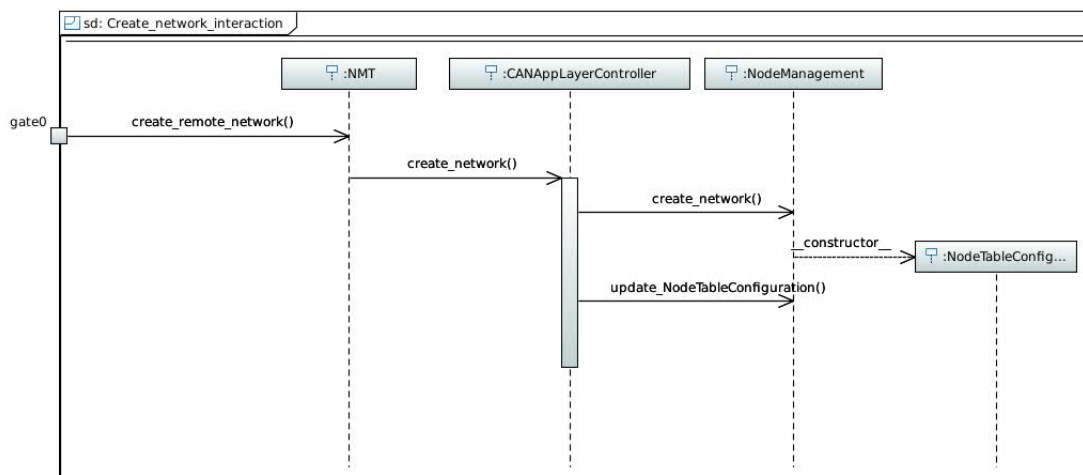 sd: Create_network_interaction
:NMT
:CANAppLayerController
:NodeManagement
gate0
create_remote_network()
create_network()
create_network()
__constructor__
:NodeTableConfig...
update_NodeTableConfiguration()